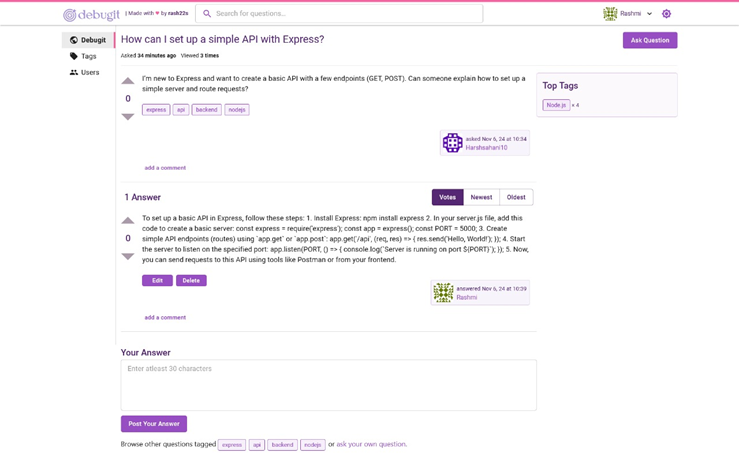 debugit | Made with ♥ by rash22s
Search for questions...
Rashmi
Debugit
Tags
Users
How can I set up a simple API with Express?
Ask Question
Asked 34 minutes ago Viewed 3 times
I'm new to Express and want to create a basic API with a few endpoints (GET, POST). Can someone explain how to set up a
simple server and route requests?
0
express api backend nodejs
asked Nov 6, 24 at 10:34
add a comment
Top Tags
Node.js × 4
1 Answer
Votes Newest Oldest
To set up a basic API in Express, follow these steps: 1. Install Express: npm install express 2. In your server.js file, add this
code to create a basic server: const express = require('express'); const app = express(); const PORT = 5000; 3. Create
simple API endpoints (routes) using `app.get` or `app.post`: app.get('/api', (req, res) => { res.send('Hello, World!'); }); 4. Start
the server to listen on the specified port: app.listen(PORT, () => { console.log(`Server is running on port ${PORT}`); }); 5. Now,
you can send requests to this API using tools like Postman or from your frontend.
0
Edit Delete
answered Nov 6, 24 at 10:39
Rashmi
add a comment
Your Answer
Enter atleast 30 characters
Post Your Answer
Browse other questions tagged express api backend nodejs or ask your own question.